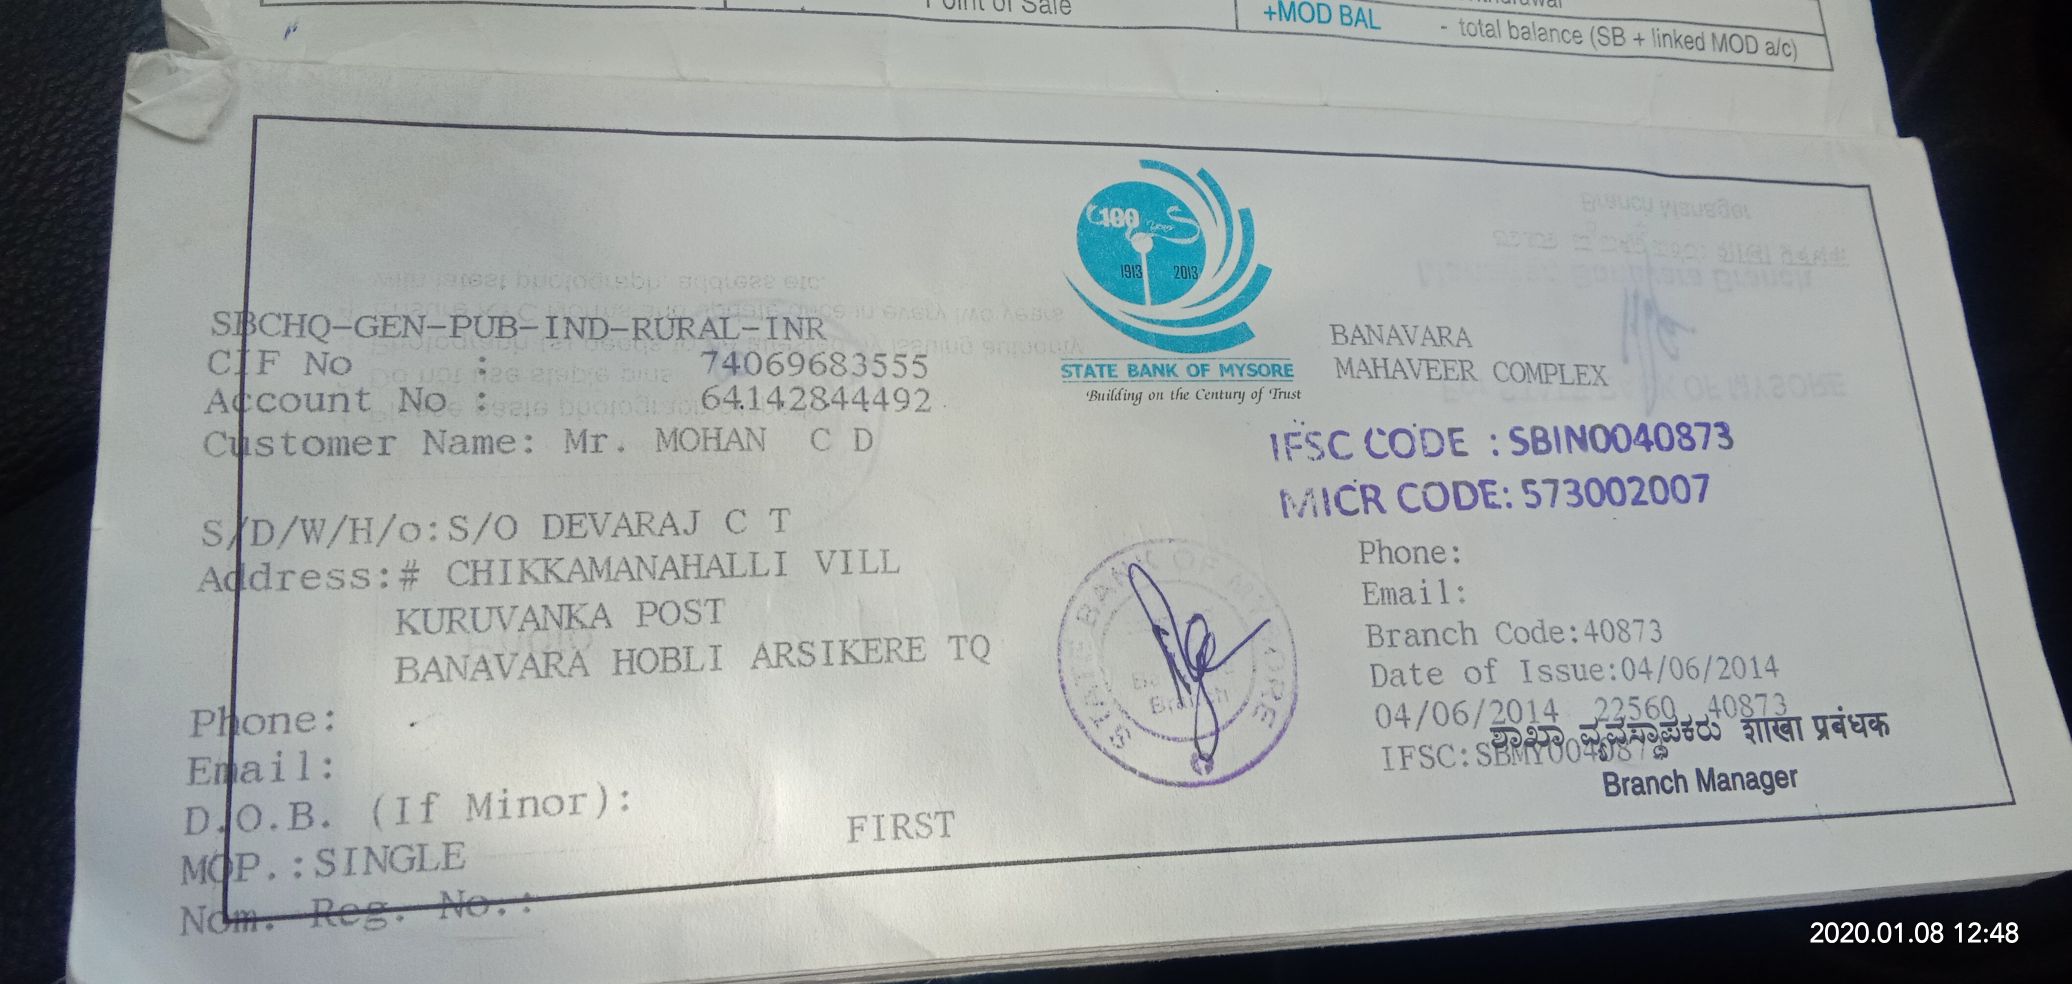 Point of Sale
+MOD BAL
- total balance (SB + linked MOD a/c)
100
1913 2013
STATE BANK OF MYSORE
Building on the Century of Trust
SBCHQ-GEN-PUB-IND-RURAL-INR
CIF No : 74069683555
Account No : 64142844492
Customer Name: Mr. MOHAN C D
S/D/W/H/o:S/O DEVARAJ C T
Address:# CHIKKAMANAHALLI VILL
KURUVANKA POST
BANAVARA HOBLI ARSIKERE TQ
Phone:
Email:
D.O.B. (If Minor):
MOP.:SINGLE
Nom. Reg. No.:
FIRST
BANAVARA
MAHAVEER COMPLEX
IFSC CODE : SBIN0040873
MICR CODE: 573002007
Phone:
Email:
Branch Code:40873
Date of Issue:04/06/2014
04/06/2014 22560 40873
ಶಾಖಾ ವ್ಯವಸ್ಥಾಪಕರು शाखा प्रबंधक
IFSC:
Branch Manager
STATE BANK OF MYSORE
2020.01.08 12:48